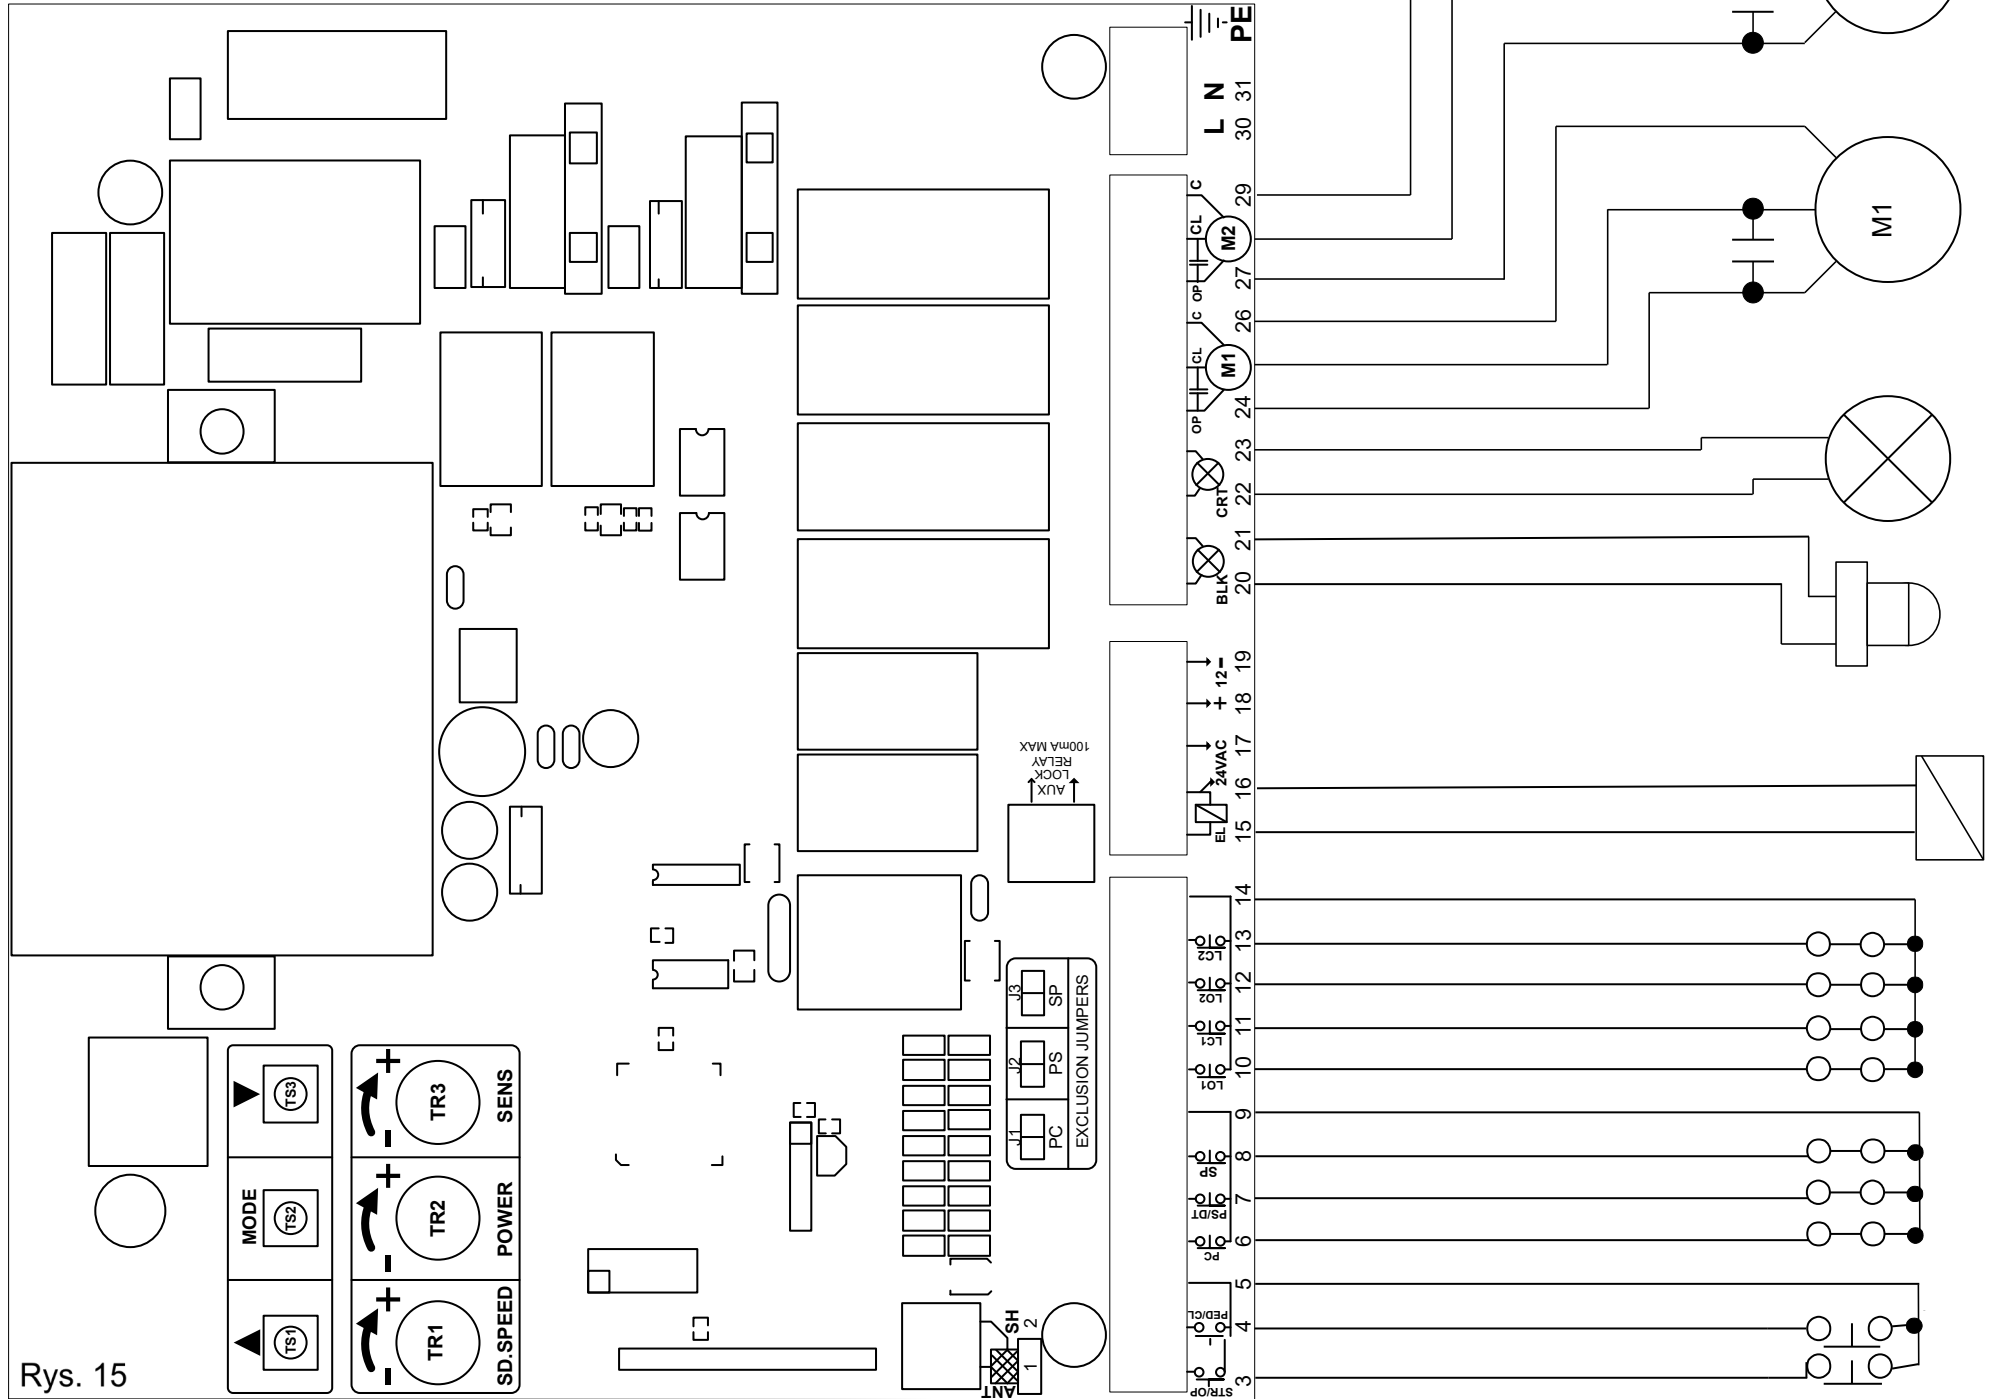 PE
N 31
L 30
29
C
CL
M2
27
OP
26
C
CL
M1
24
OP
23
CRT 22
21
BLK 20
M1
19
12 -
+ 18
17
24VAC
16
EL 15
AUX
LOCK
RELAY
100mA MAX
14
LC2 13
LO2 12
LC1 11
LO1 10
9
SP 8
PS/DT 7
PC 6
5
PED/CL 4
STR/OP 3
J3 SP
J2 PS
J1 PC
EXCLUSION JUMPERS
SH 2
ANT 1
TS3
MODE TS2
TS1
- + TR3 SENS
- + TR2 POWER
- + TR1 SD.SPEED
Rys. 15